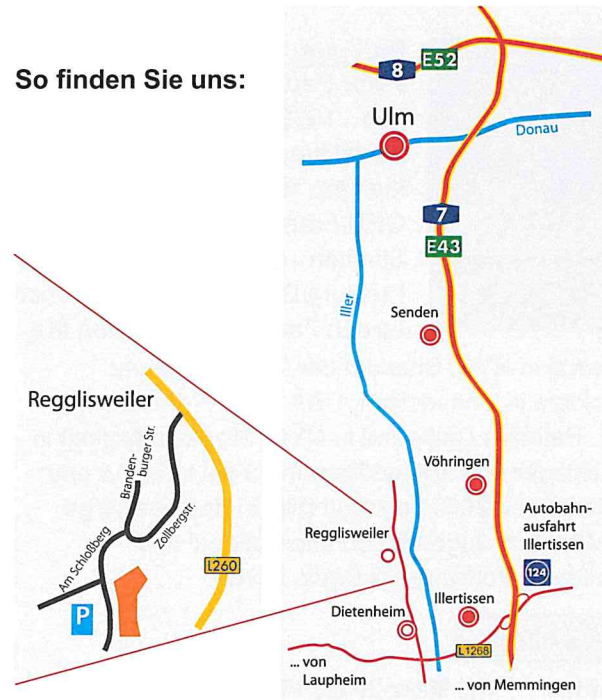 So finden Sie uns:
8
E52
Ulm
Donau
7
E43
Iller
Senden
Regglisweiler
Branden-
burger Str.
Zollbergstr.
Am Schloßberg
L260
P
Vöhringen
Autobahn-
ausfahrt
Illertissen
124
Regglisweiler
Dietenheim
Illertissen
L1268
... von
Laupheim
... von Memmingen